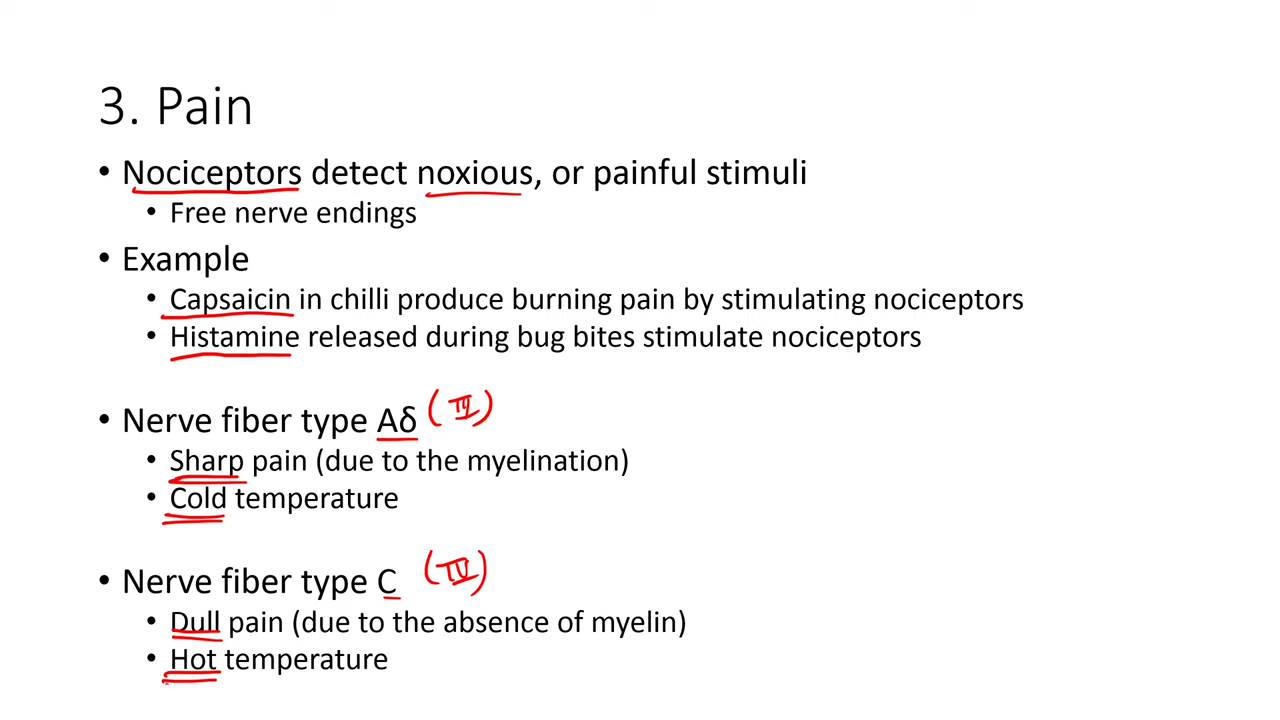 3. Pain
• Nociceptors detect noxious, or painful stimuli
• Free nerve endings
• Example
• Capsaicin in chilli produce burning pain by stimulating nociceptors
• Histamine released during bug bites stimulate nociceptors
• Nerve fiber type Aδ
• Sharp pain (due to the myelination)
• Cold temperature
• Nerve fiber type C (IV)
• Dull pain (due to the absence of myelin)
• Hot temperature